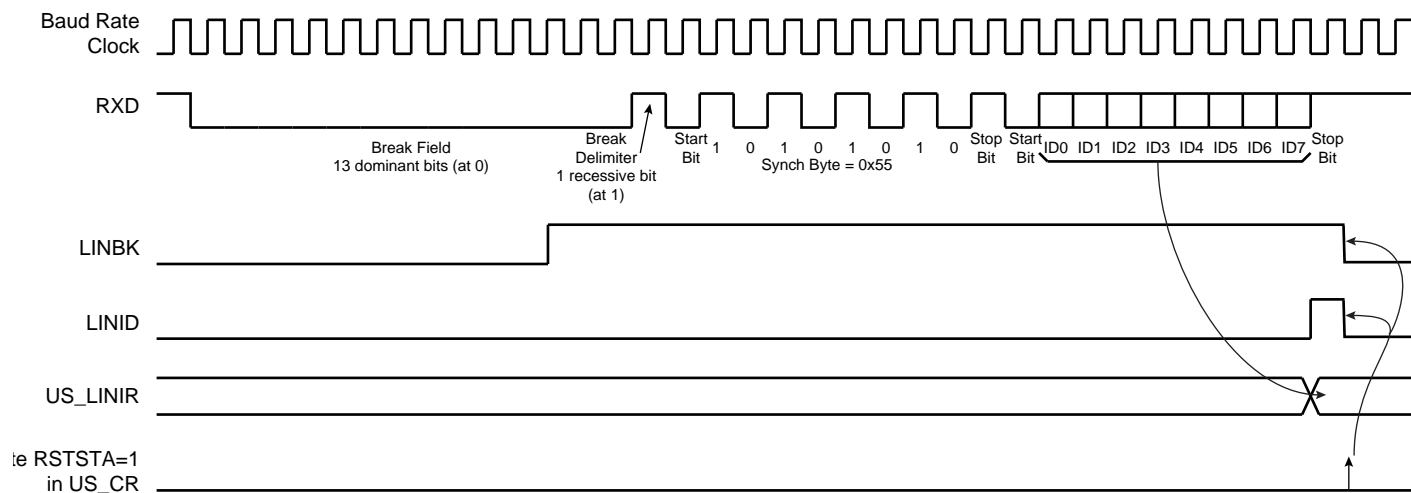 Baud Rate
Clock
RXD
Break Field
13 dominant bits (at 0)
Break
Delimiter
1 recessive bit
(at 1)
Start
Bit
1 0 1 0 1 0 1 0
Synch Byte = 0x55
Stop
Bit
Start
Bit
ID0 ID1 ID2 ID3 ID4 ID5 ID6 ID7
Stop
Bit
LINBK
LINID
US_LINIR
te RSTSTA=1
in US_CR